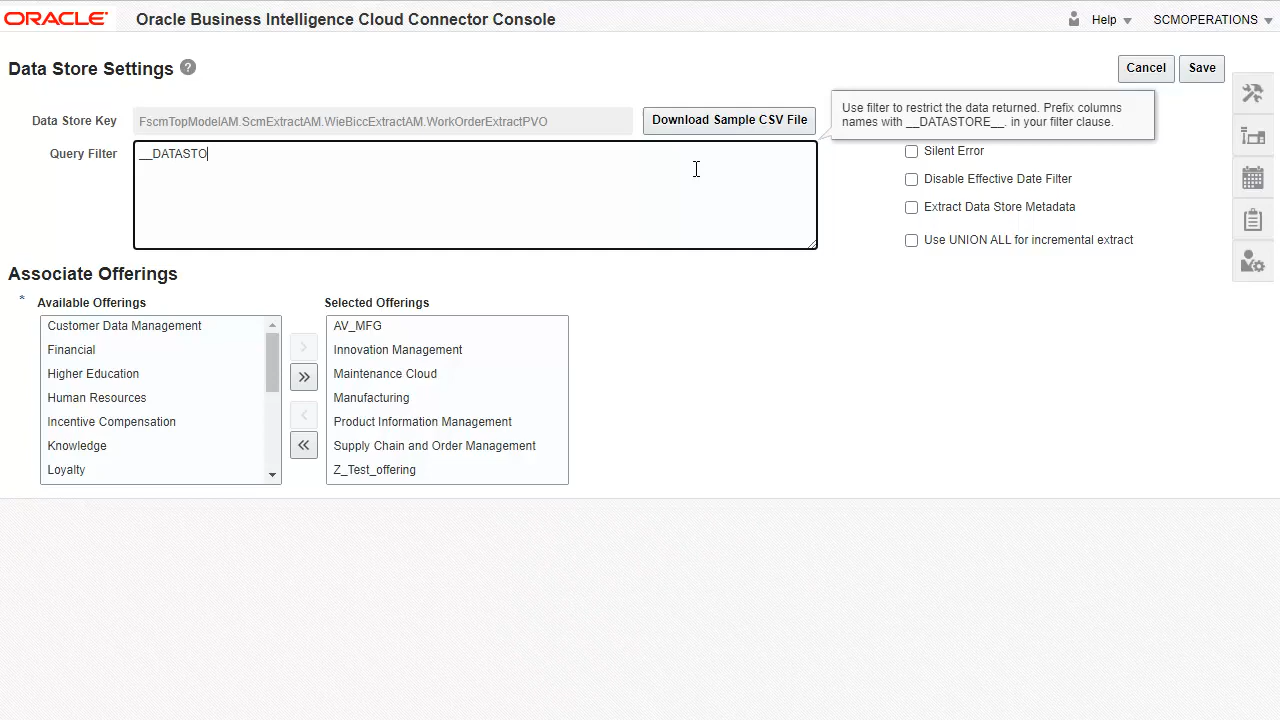 ORACLE Oracle Business Intelligence Cloud Connector Console Help SCMOPERATIONS
Data Store Settings ? Cancel Save
Data Store Key FscmTopModelAM.ScmExtractAM.WieBiccExtractAM.WorkOrderExtractPVO Download Sample CSV File
Use filter to restrict the data returned. Prefix columns
names with __DATASTORE__. in your filter clause.
Query Filter __DATASTO
Silent Error
Disable Effective Date Filter
Extract Data Store Metadata
Use UNION ALL for incremental extract
Associate Offerings
* Available Offerings
Customer Data Management
Financial
Higher Education
Human Resources
Incentive Compensation
Knowledge
Loyalty
Selected Offerings
AV_MFG
Innovation Management
Maintenance Cloud
Manufacturing
Product Information Management
Supply Chain and Order Management
Z_Test_offering